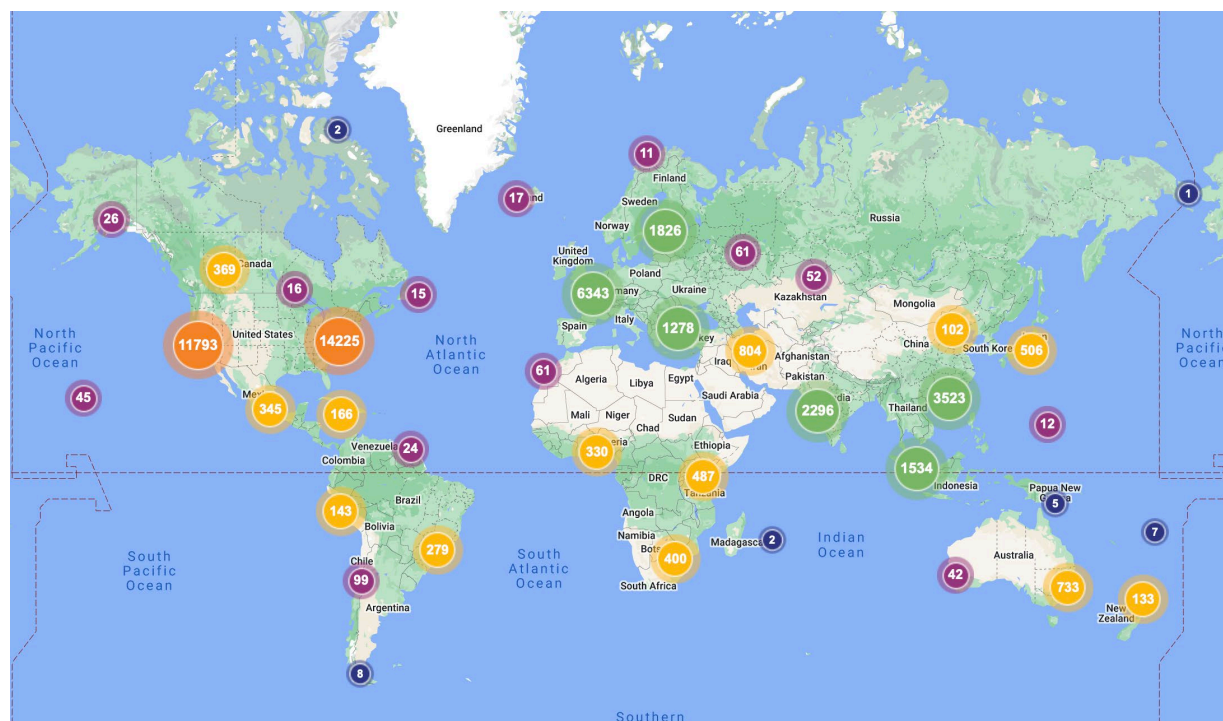 Greenland
2
11
Finland
17
Sweden
26
Norway
1826
Russia
1
United
Kingdom
61
369
Canada
Poland
52
16
15
6343
Ukraine
Kazakhstan
Mongolia
North
Pacific
Ocean
11793
United States
14225
North
Atlantic
Ocean
Spain
Italy
1278
804
Afghanistan
China
102
South Korea
506
North
Pacific
Ocean
61
Algeria
Libya
Egypt
Iraq
Pakistan
45
345
166
Mali
Niger
Chad
Sudan
Saudi Arabia
2296
Thailand
3523
12
Venezuela
24
Colombia
330
Ethiopia
487
DRC
Tanzania
1534
Indonesia
Papua New
5
143
Brazil
Bolivia
Angola
Namibia
279
Madagascar
2
Indian
Ocean
7
South
Pacific
Ocean
Chile
99
South
Atlantic
Ocean
400
South Africa
Argentina
42
Australia
733
133
New
Zealand
8
Southern